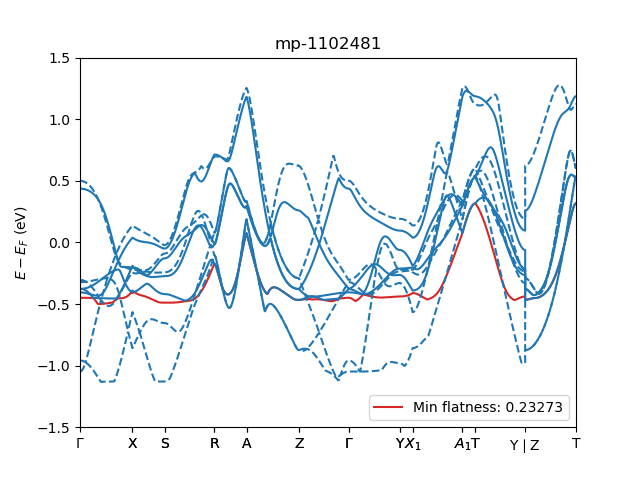 mp-1102481
E − E_F (eV)
1.5
1.0
0.5
0.0
−0.5
−1.0
−1.5
Min flatness: 0.23273
Γ X S R A Z Γ Y X₁ A₁ T Y | Z T